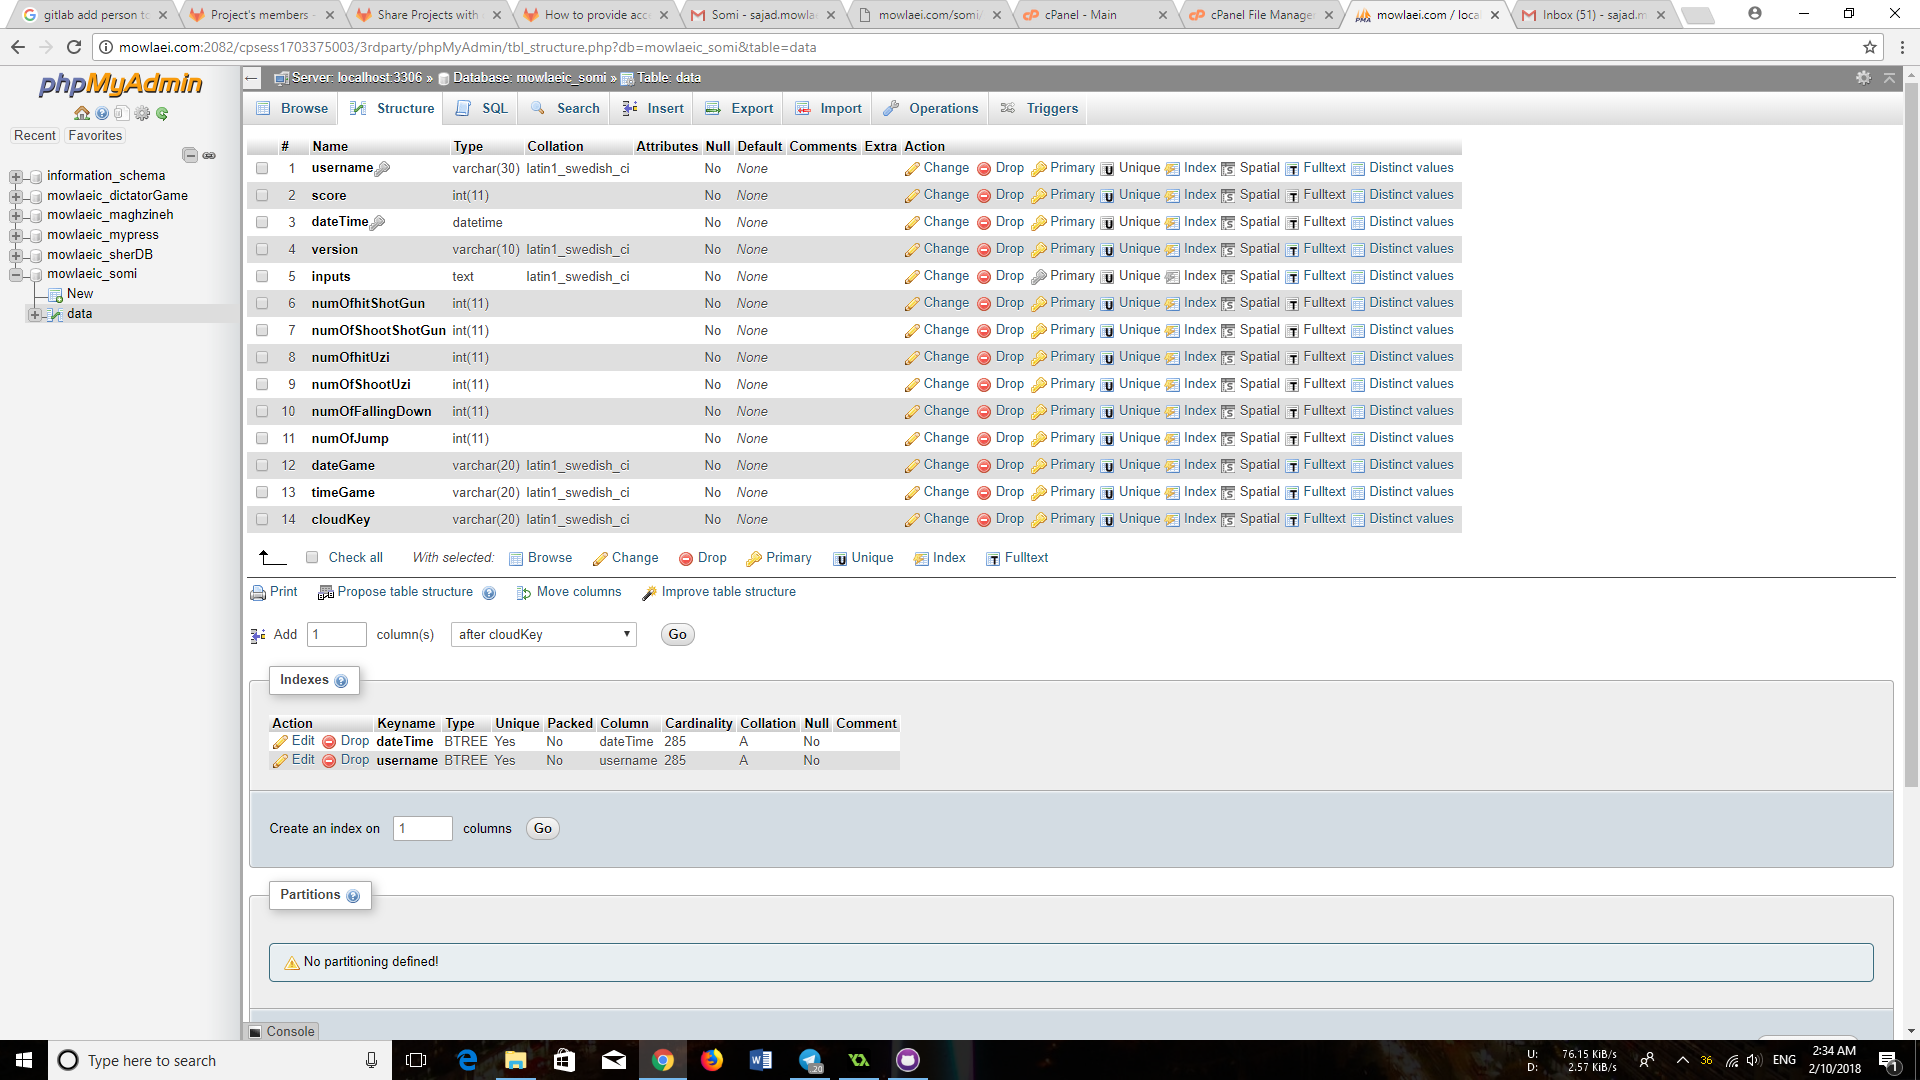 gitlab add person to
Project's members -
Share Projects with
How to provide acc
Somi - sajad.mowla
mowlaei.com/somi/
cPanel - Main
cPanel File Manage
mowlaei.com / local
Inbox (51) - sajad.m
mowlaei.com:2082/cpsess1703375003/3rdparty/phpMyAdmin/tbl_structure.php?db=mowlaeic_somi&table=data
phpMyAdmin
Recent Favorites
information_schema
mowlaeic_dictatorGame
mowlaeic_maghzineh
mowlaeic_mypress
mowlaeic_sherDB
mowlaeic_somi
New
data
Server: localhost:3306 » Database: mowlaeic_somi » Table: data
Browse Structure SQL Search Insert Export Import Operations Triggers
# Name Type Collation Attributes Null Default Comments Extra Action
1 username varchar(30) latin1_swedish_ci No None Change Drop Primary Unique Index Spatial Fulltext Distinct values
2 score int(11) No None Change Drop Primary Unique Index Spatial Fulltext Distinct values
3 dateTime datetime No None Change Drop Primary Unique Index Spatial Fulltext Distinct values
4 version varchar(10) latin1_swedish_ci No None Change Drop Primary Unique Index Spatial Fulltext Distinct values
5 inputs text latin1_swedish_ci No None Change Drop Primary Unique Index Spatial Fulltext Distinct values
6 numOfhitShotGun int(11) No None Change Drop Primary Unique Index Spatial Fulltext Distinct values
7 numOfShootShotGun int(11) No None Change Drop Primary Unique Index Spatial Fulltext Distinct values
8 numOfhitUzi int(11) No None Change Drop Primary Unique Index Spatial Fulltext Distinct values
9 numOfShootUzi int(11) No None Change Drop Primary Unique Index Spatial Fulltext Distinct values
10 numOfFallingDown int(11) No None Change Drop Primary Unique Index Spatial Fulltext Distinct values
11 numOfJump int(11) No None Change Drop Primary Unique Index Spatial Fulltext Distinct values
12 dateGame varchar(20) latin1_swedish_ci No None Change Drop Primary Unique Index Spatial Fulltext Distinct values
13 timeGame varchar(20) latin1_swedish_ci No None Change Drop Primary Unique Index Spatial Fulltext Distinct values
14 cloudKey varchar(20) latin1_swedish_ci No None Change Drop Primary Unique Index Spatial Fulltext Distinct values
Check all With selected: Browse Change Drop Primary Unique Index Fulltext
Print Propose table structure Move columns Improve table structure
Add 1 column(s) after cloudKey Go
Indexes
Action Keyname Type Unique Packed Column Cardinality Collation Null Comment
Edit Drop dateTime BTREE Yes No dateTime 285 A No
Edit Drop username BTREE Yes No username 285 A No
Create an index on 1 columns Go
Partitions
No partitioning defined!
Console
Type here to search
U: 76.15 KiB/s
D: 2.57 KiB/s
36
ENG
2:34 AM
2/10/2018